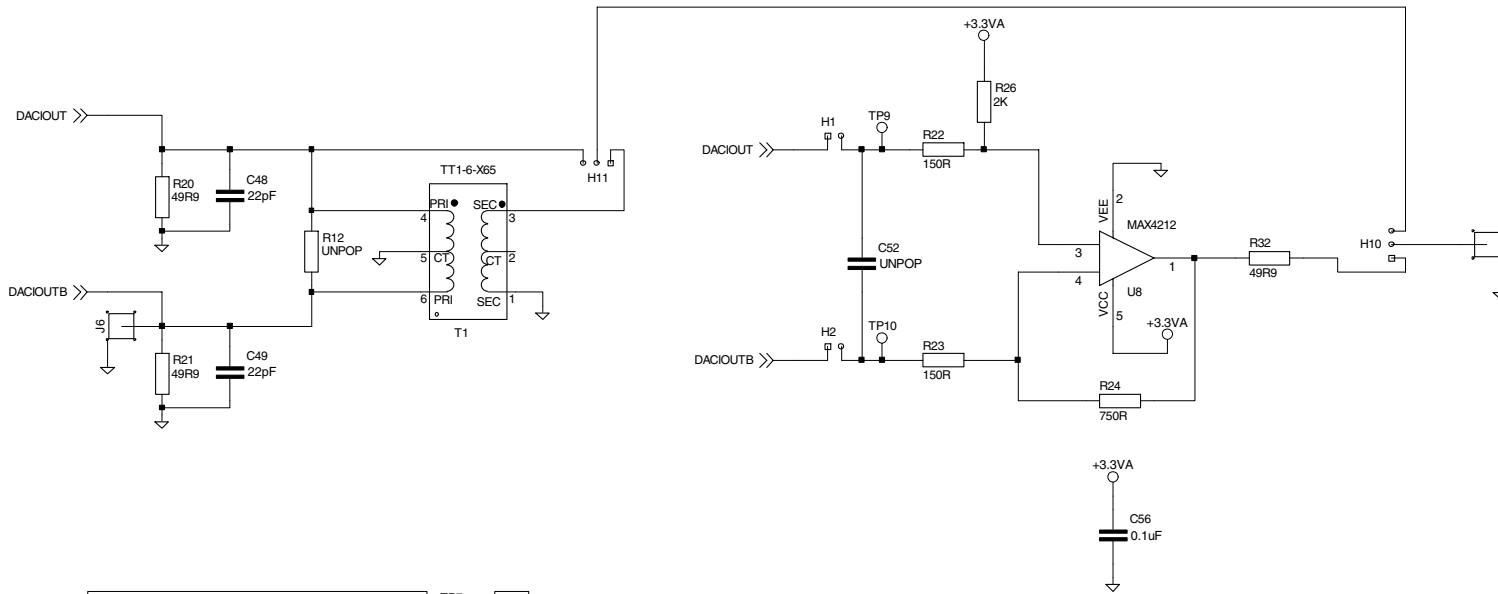 +3.3VA
R26
2K
DACIOUT
R20
49R9
C48
22pF
R12
UNPOP
TT1-6-X65
PRI
SEC
4
3
5
CT
CT
2
6
PRI
SEC
1
T1
H11
DACIOUTB
J6
R21
49R9
C49
22pF
DACIOUT
H1
TP9
R22
150R
C52
UNPOP
DACIOUTB
H2
TP10
R23
150R
VEE
2
MAX4212
3
4
1
U8
VCC
5
+3.3VA
R24
750R
R32
49R9
H10
+3.3VA
C56
0.1uF